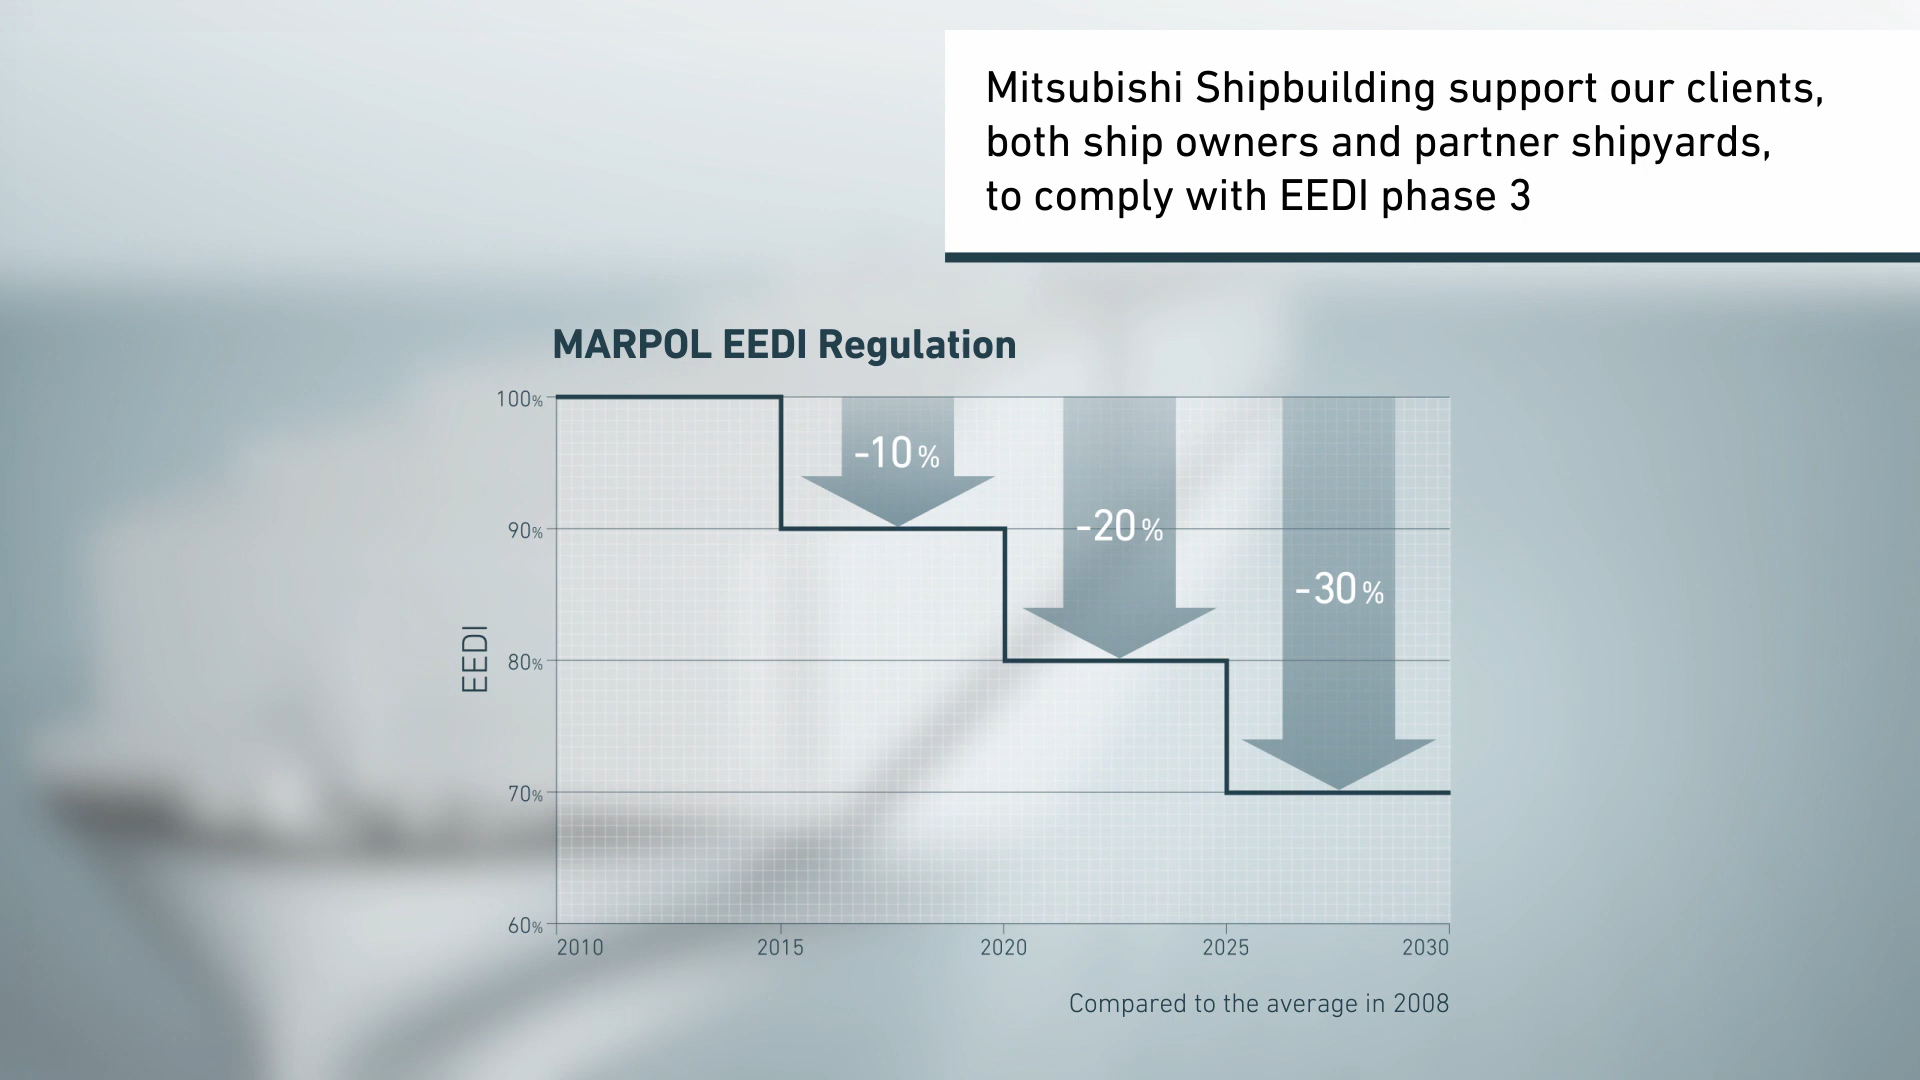 Mitsubishi Shipbuilding support our clients,
both ship owners and partner shipyards,
to comply with EEDI phase 3
MARPOL EEDI Regulation
100%
90%
80%
70%
60%
EEDI
-10%
-20%
-30%
2010 2015 2020 2025 2030
Compared to the average in 2008